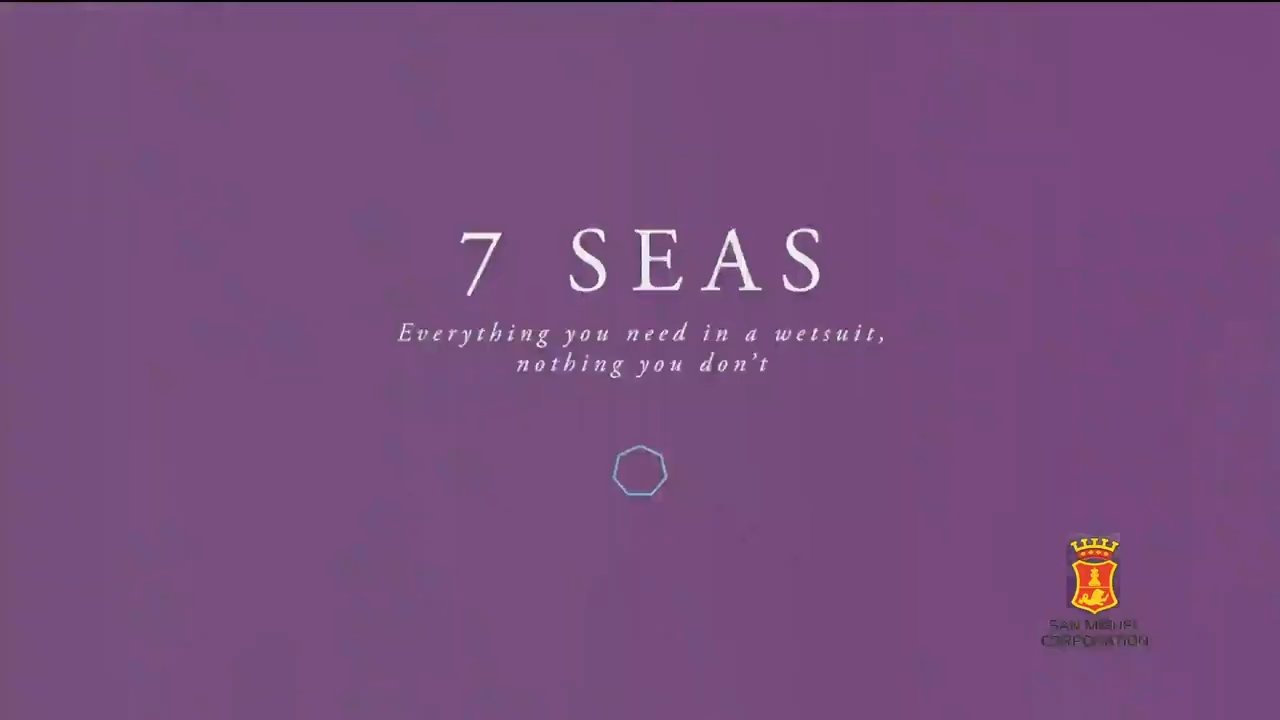 7 SEAS
Everything you need in a wetsuit,
nothing you don't
SAN MIGUEL
CORPORATION